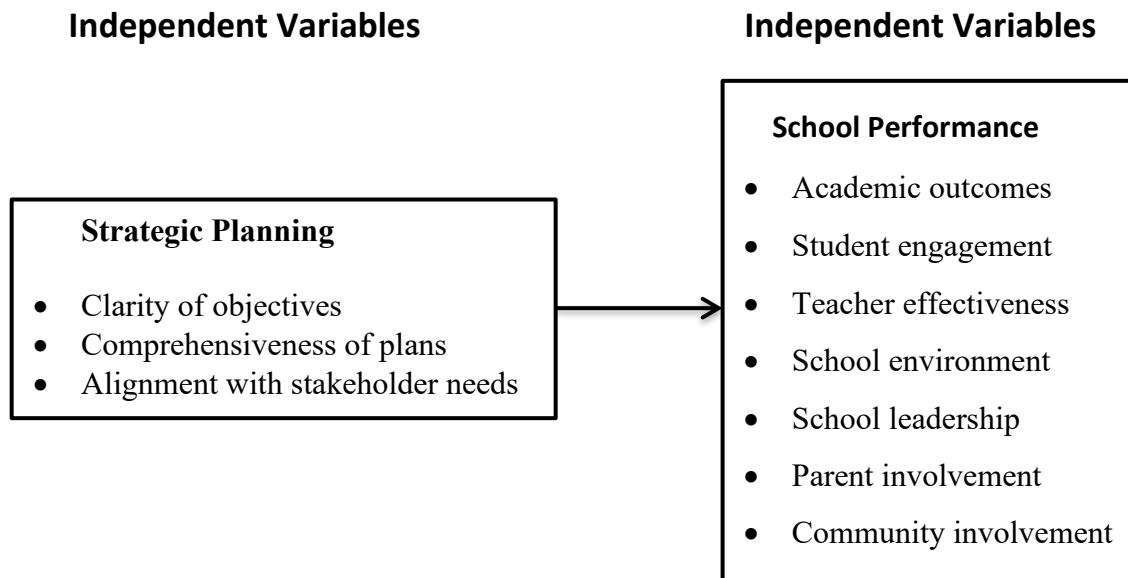 Independent Variables
Independent Variables
Strategic Planning
• Clarity of objectives
• Comprehensiveness of plans
• Alignment with stakeholder needs
School Performance
• Academic outcomes
• Student engagement
• Teacher effectiveness
• School environment
• School leadership
• Parent involvement
• Community involvement